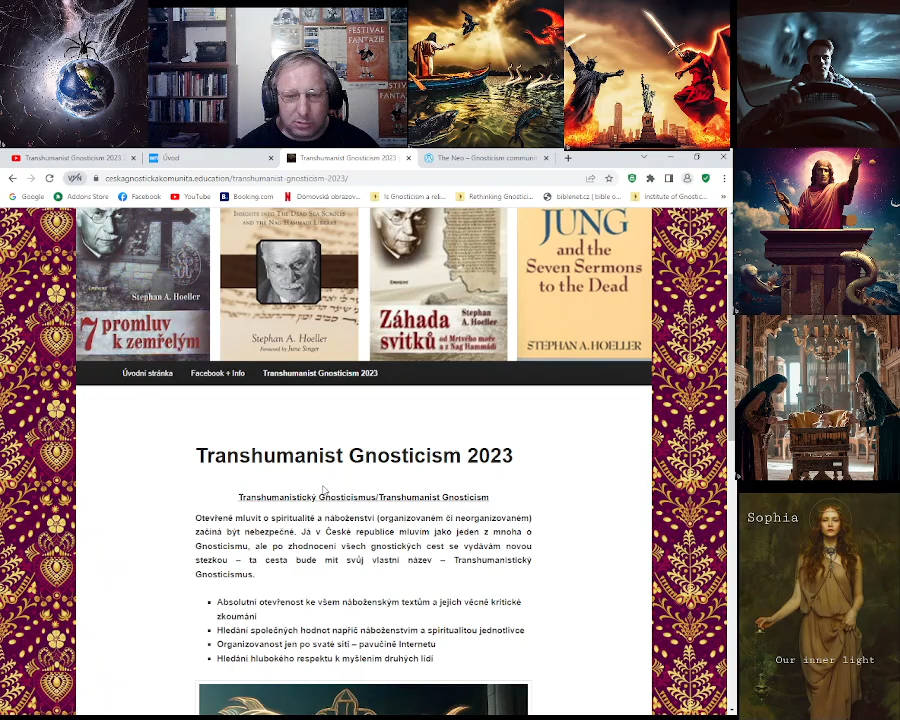 FESTIVAL
FANTAZIE
FESTIVAL
FANTA
Transhumanist Gnosticism 2023
Úvod
Transhumanist Gnosticism 2023
The Neo – Gnosticism communit
VPN
ceskagnostickakomunita.education/transhumanist-gnosticism-2023/
Google
Addons Store
Facebook
YouTube
Booking.com
Domovská obrazov...
Is Gnosticism a reli...
Rethinking Gnostici...
biblenet.cz | bible o...
Institute of Gnostic...
Stephan A. Hoeller
7 promluv
k zemřelým
INSIGHTS INTO THE DEAD SEA SCROLLS
AND THE NAG HAMMADI LIBRARY
Stephan A. Hoeller
Foreword by June Singer
EMINENT
Záhada
svitků
Stephan A.
Hoeller
od Mrtvého moře
a z Nag Hammádí
JUNG
and the
Seven Sermons
to the Dead
STEPHAN A. HOELLER
Úvodní stránka
Facebook + Info
Transhumanist Gnosticism 2023
Transhumanist Gnosticism 2023
Transhumanistický Gnosticismus/Transhumanist Gnosticism
Otevřeně mluvit o spiritualitě a náboženství (organizovaném či neorganizovaném)
začíná být nebezpečné. Já v České republice mluvím jako jeden z mnoha o
Gnosticismu, ale po zhodnocení všech gnostických cest se vydávám novou
stezkou – ta cesta bude mít svůj vlastní název – Transhumanistický
Gnosticismus.
Absolutní otevřenost ke všem náboženským textům a jejich věcné kritické
zkoumání
Hledání společných hodnot napříč náboženstvím a spiritualitou jednotlivce
Organizovanost jen po svaté síti – pavučině Internetu
Hledání hlubokého respektu k myšlením druhých lidí
Sophia
Our inner light